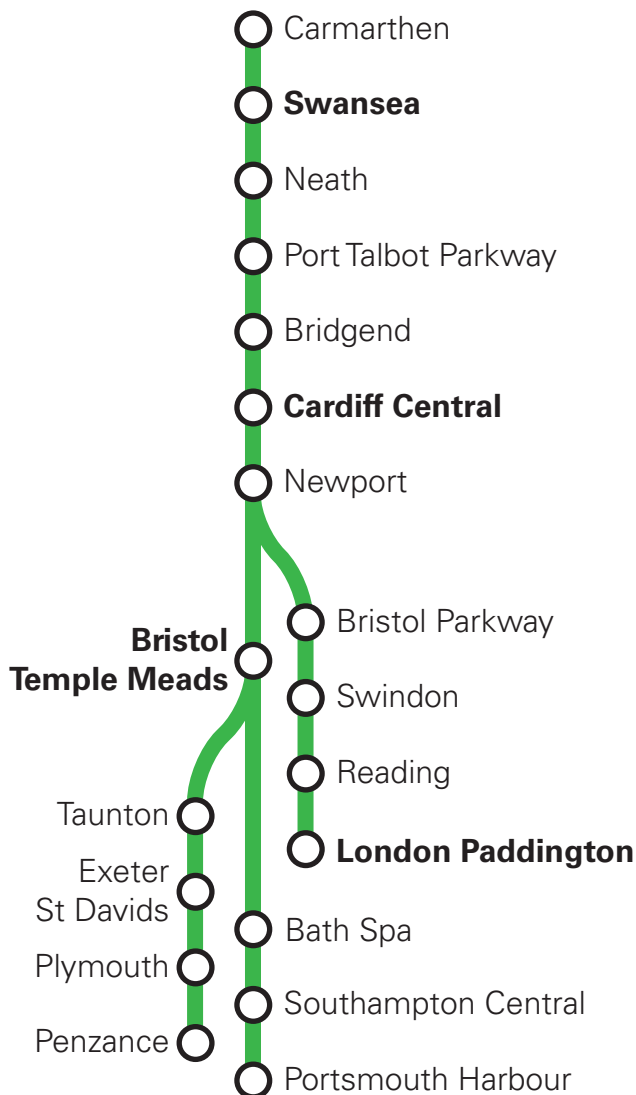 Carmarthen
Swansea
Neath
Port Talbot Parkway
Bridgend
Cardiff Central
Newport
Bristol Parkway
Bristol
Temple Meads
Swindon
Reading
Taunton
London Paddington
Exeter
St Davids
Bath Spa
Plymouth
Southampton Central
Penzance
Portsmouth Harbour